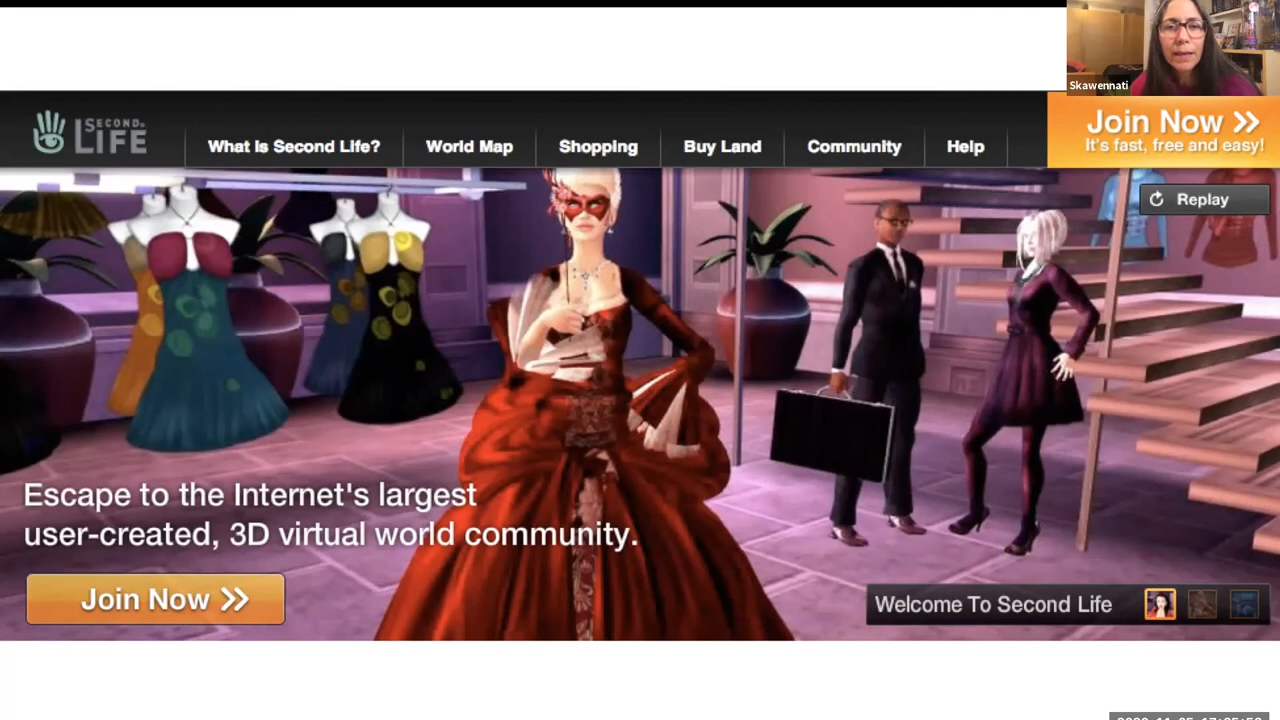 Skawennati
SECOND
LIFE
What Is Second Life?
World Map
Shopping
Buy Land
Community
Help
Join Now >>
It's fast, free and easy!
Replay
Escape to the Internet's largest
user-created, 3D virtual world community.
Join Now >>
Welcome To Second Life